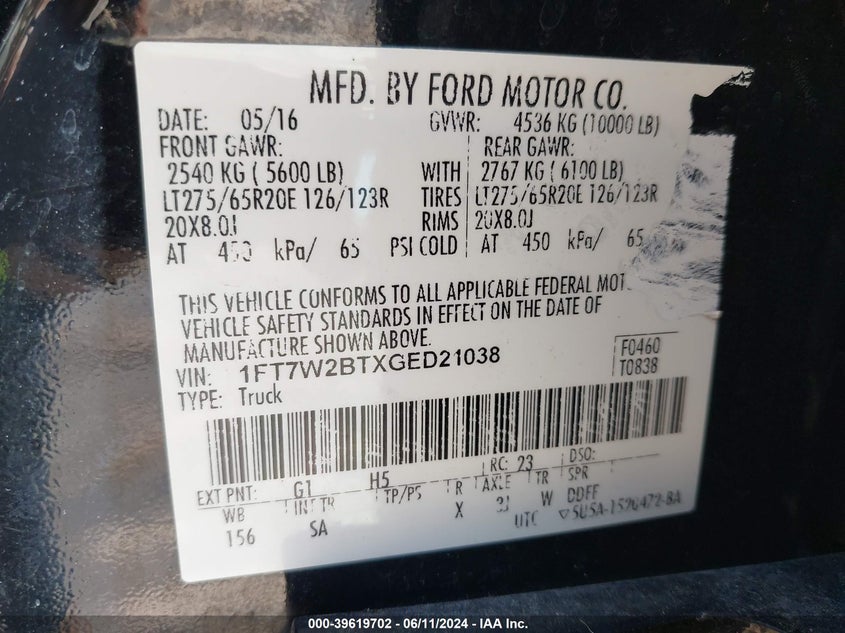 MFD. BY FORD MOTOR CO.
DATE: 05/16 GVWR: 4536 KG (10000 LB)
FRONT GAWR: REAR GAWR:
2540 KG ( 5600 LB) WITH 2767 KG ( 6100 LB)
LT275/65R20E 126/123R TIRES LT275/65R20E 126/123R
20X8.0J RIMS 20X8.0J
AT 450 kPa/ 65 PSI COLD AT 450 kPa/ 65
THIS VEHICLE CONFORMS TO ALL APPLICABLE FEDERAL
VEHICLE SAFETY STANDARDS IN EFFECT ON THE DATE OF
MANUFACTURE SHOWN ABOVE.
VIN: 1FT7W2BTXGED21038 F0460
TYPE: Truck T0838
EXT PNT: G1 H5 RC: 23 DSO:
WB INT TR TP/PS R AXLE TR SPR
156 SA X 3J W DDFF
UTC
000-39619702 - 06/11/2024 - IAA Inc.